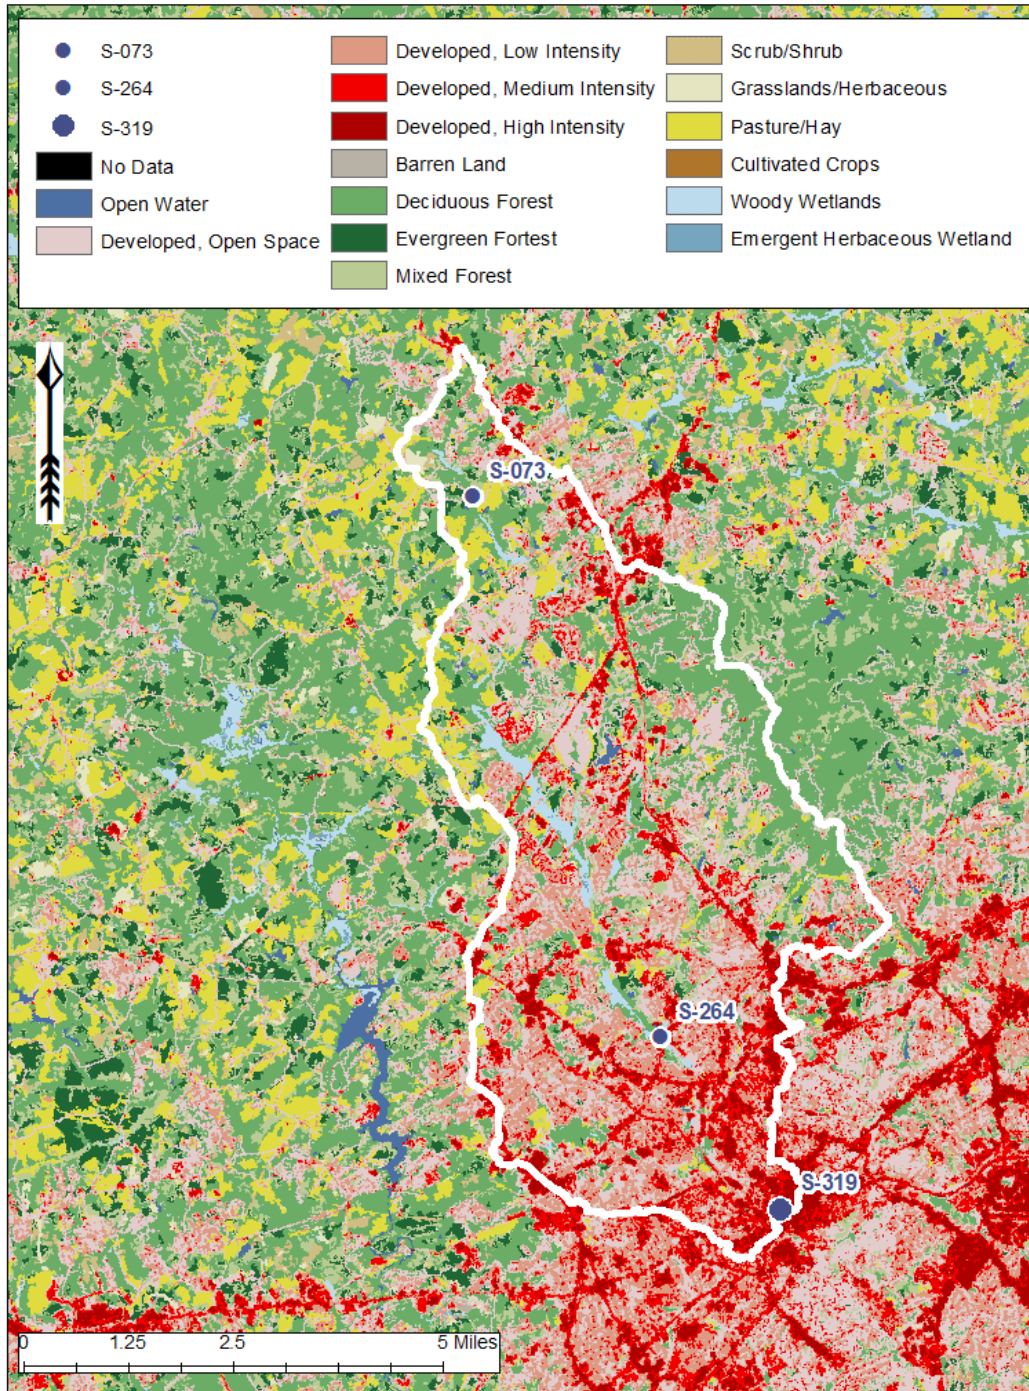 S-073
S-264
S-319
No Data
Open Water
Developed, Open Space
Developed, Low Intensity
Developed, Medium Intensity
Developed, High Intensity
Barren Land
Deciduous Forest
Evergreen Fortest
Mixed Forest
Scrub/Shrub
Grasslands/Herbaceous
Pasture/Hay
Cultivated Crops
Woody Wetlands
Emergent Herbaceous Wetland
S-073
S-264
S-319
0 1.25 2.5 5 Miles